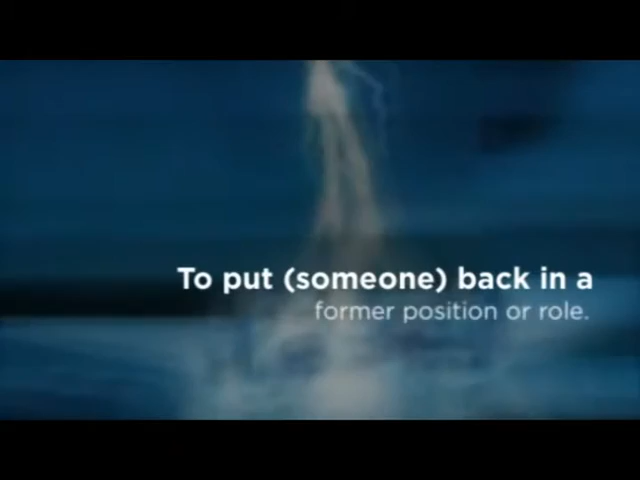 To put (someone) back in a
former position or role.